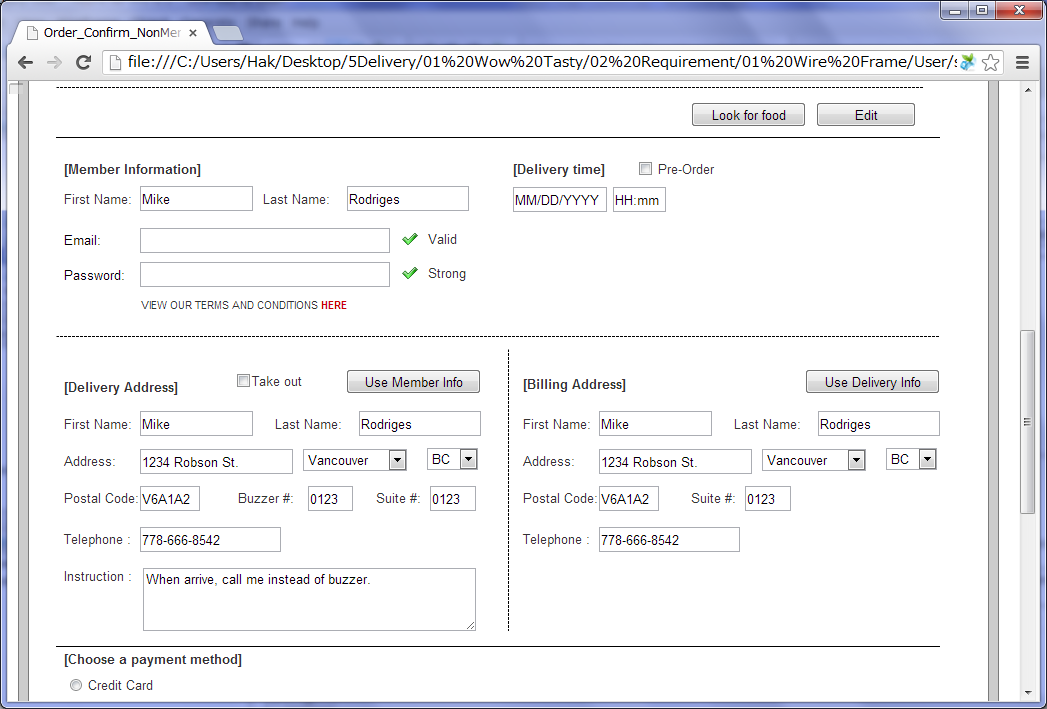 Order_Confirm_NonMer
file:///C:/Users/Hak/Desktop/5Delivery/01%20Wow%20Tasty/02%20Requirement/01%20Wire%20Frame/User/s
Look for food Edit
[Member Information] [Delivery time] Pre-Order
First Name: Mike Last Name: Rodriges MM/DD/YYYY HH:mm
Email: Valid
Password: Strong
VIEW OUR TERMS AND CONDITIONS HERE
[Delivery Address] Take out Use Member Info
First Name: Mike Last Name: Rodriges
Address: 1234 Robson St. Vancouver BC
Postal Code: V6A1A2 Buzzer #: 0123 Suite #: 0123
Telephone : 778-666-8542
Instruction : When arrive, call me instead of buzzer.
[Billing Address] Use Delivery Info
First Name: Mike Last Name: Rodriges
Address: 1234 Robson St. Vancouver BC
Postal Code: V6A1A2 Suite #: 0123
Telephone : 778-666-8542
[Choose a payment method]
Credit Card